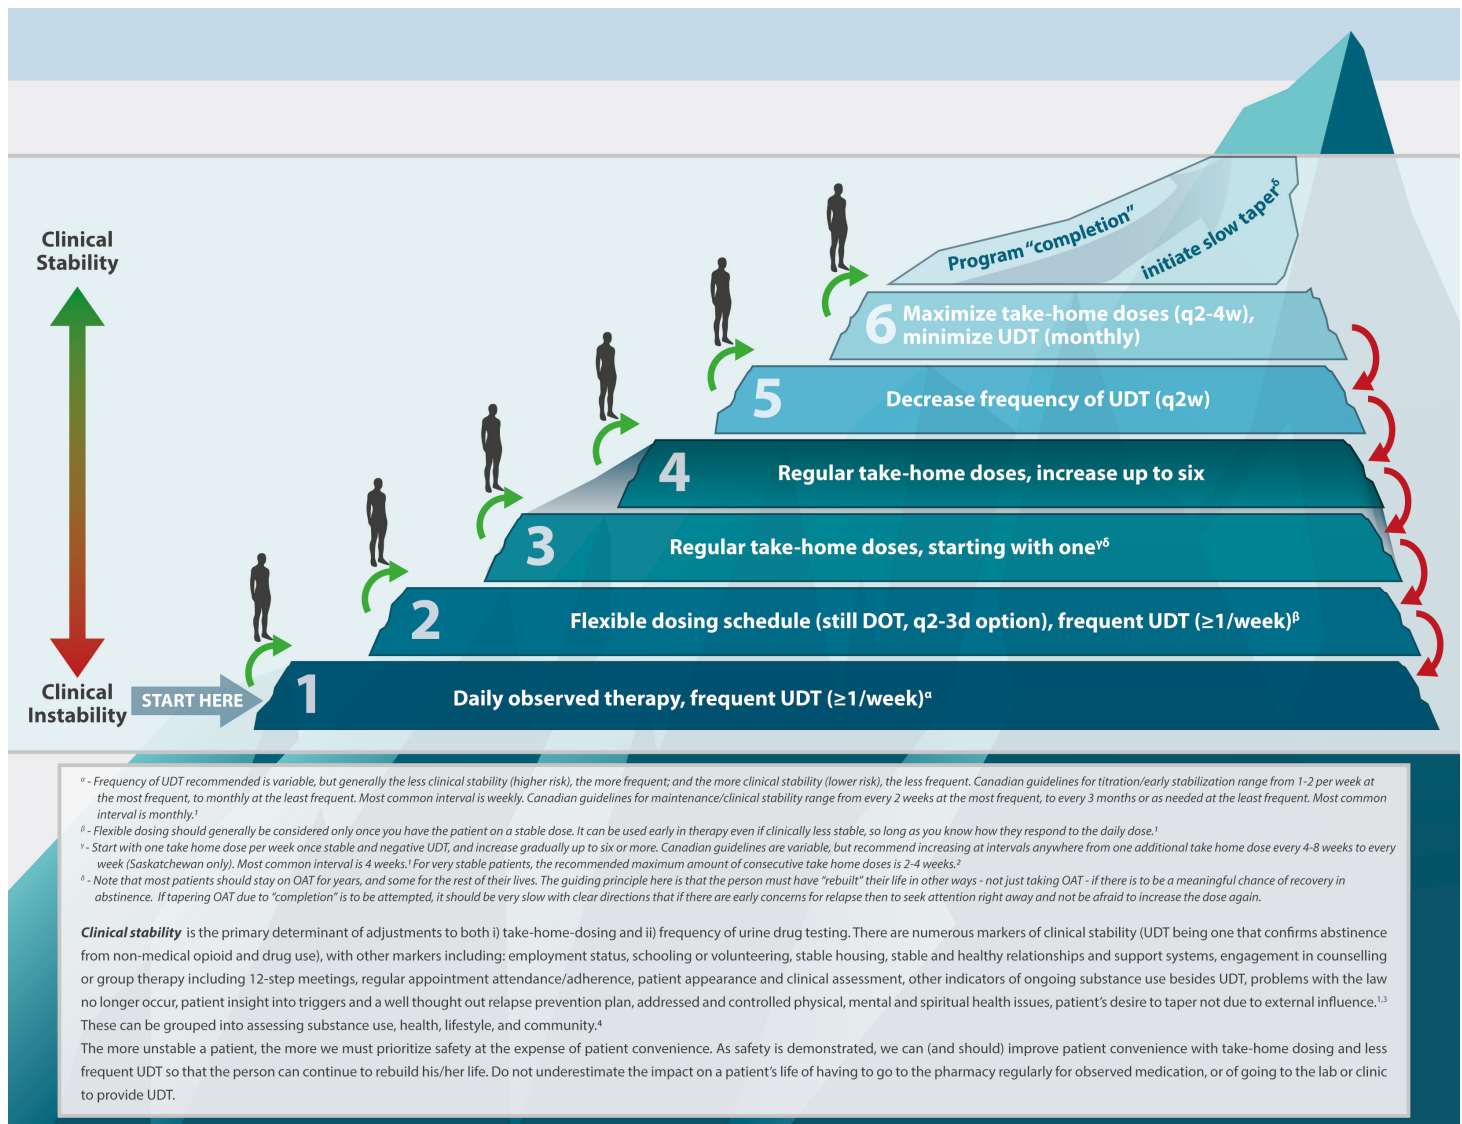 Clinical
Stability
Program “completion”
initiate slow taperᵟ
6 Maximize take-home doses (q2-4w),
minimize UDT (monthly)
5 Decrease frequency of UDT (q2w)
4 Regular take-home doses, increase up to six
3 Regular take-home doses, starting with oneᵞᵟ
2 Flexible dosing schedule (still DOT, q2-3d option), frequent UDT (≥1/week)ᵝ
Clinical
Instability
START HERE
1 Daily observed therapy, frequent UDT (≥1/week)ᵅ
ᵅ - Frequency of UDT recommended is variable, but generally the less clinical stability (higher risk), the more frequent; and the more clinical stability (lower risk), the less frequent. Canadian guidelines for titration/early stabilization range from 1-2 per week at
the most frequent, to monthly at the least frequent. Most common interval is weekly. Canadian guidelines for maintenance/clinical stability range from every 2 weeks at the most frequent, to every 3 months or as needed at the least frequent. Most common
interval is monthly.¹
ᵝ - Flexible dosing should generally be considered only once you have the patient on a stable dose. It can be used early in therapy even if clinically less stable, so long as you know how they respond to the daily dose.¹
ᵞ - Start with one take home dose per week once stable and negative UDT, and increase gradually up to six or more. Canadian guidelines are variable, but recommend increasing at intervals anywhere from one additional take home dose every 4-8 weeks to every
week (Saskatchewan only). Most common interval is 4 weeks.¹ For very stable patients, the recommended maximum amount of consecutive take home doses is 2-4 weeks.²
ᵟ - Note that most patients should stay on OAT for years, and some for the rest of their lives. The guiding principle here is that the person must have “rebuilt” their life in other ways - not just taking OAT - if there is to be a meaningful chance of recovery in
abstinence. If tapering OAT due to “completion” is to be attempted, it should be very slow with clear directions that if there are early concerns for relapse then to seek attention right away and not be afraid to increase the dose again.
Clinical stability is the primary determinant of adjustments to both i) take-home-dosing and ii) frequency of urine drug testing. There are numerous markers of clinical stability (UDT being one that confirms abstinence
from non-medical opioid and drug use), with other markers including: employment status, schooling or volunteering, stable housing, stable and healthy relationships and support systems, engagement in counselling
or group therapy including 12-step meetings, regular appointment attendance/adherence, patient appearance and clinical assessment, other indicators of ongoing substance use besides UDT, problems with the law
no longer occur, patient insight into triggers and a well thought out relapse prevention plan, addressed and controlled physical, mental and spiritual health issues, patient’s desire to taper not due to external influence.¹,³
These can be grouped into assessing substance use, health, lifestyle, and community.⁴
The more unstable a patient, the more we must prioritize safety at the expense of patient convenience. As safety is demonstrated, we can (and should) improve patient convenience with take-home dosing and less
frequent UDT so that the person can continue to rebuild his/her life. Do not underestimate the impact on a patient’s life of having to go to the pharmacy regularly for observed medication, or of going to the lab or clinic
to provide UDT.